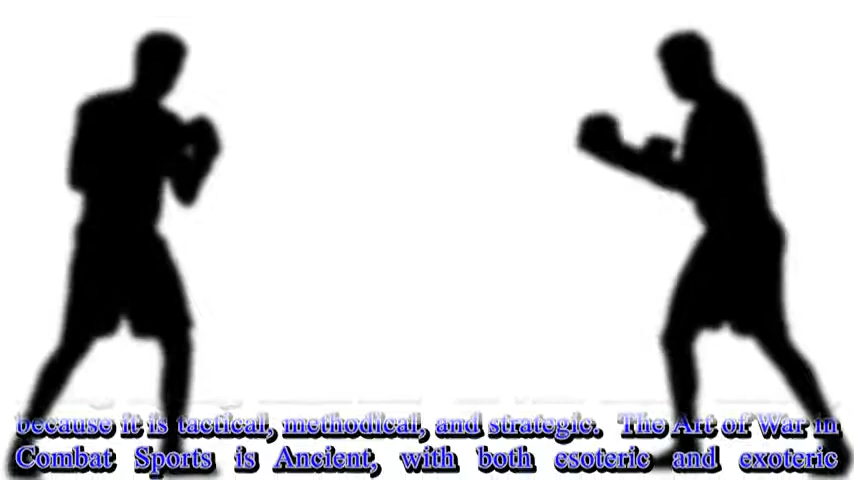 because it is tactical, methodical, and strategic. The Art of War in
Combat Sports is Ancient, with both esoteric and exoteric